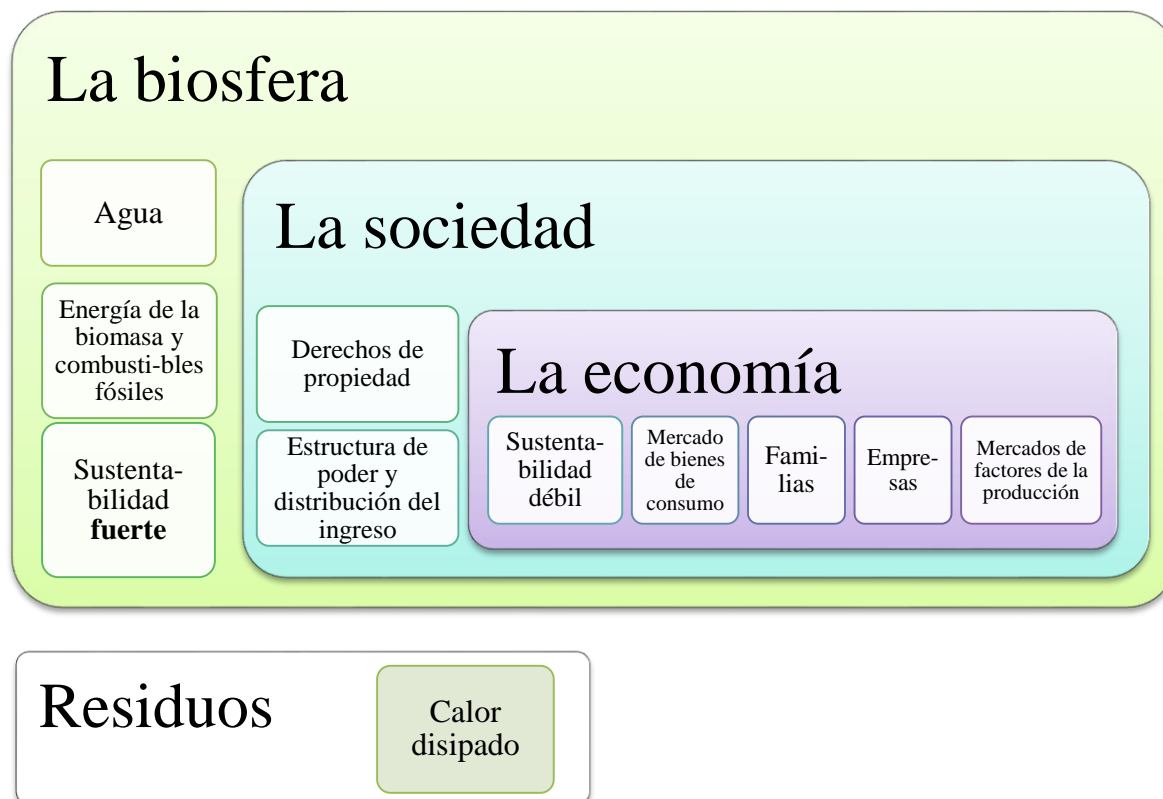 La biosfera
Agua
Energía de la
biomasa y
combusti-bles
fósiles
Sustenta-
bilidad
fuerte
La sociedad
Derechos de
propiedad
Estructura de
poder y
distribución del
ingreso
La economía
Sustenta-
bilidad
débil
Mercado
de bienes
de
consumo
Fami-
lias
Empre-
sas
Mercados de
factores de la
producción
Residuos
Calor
disipado